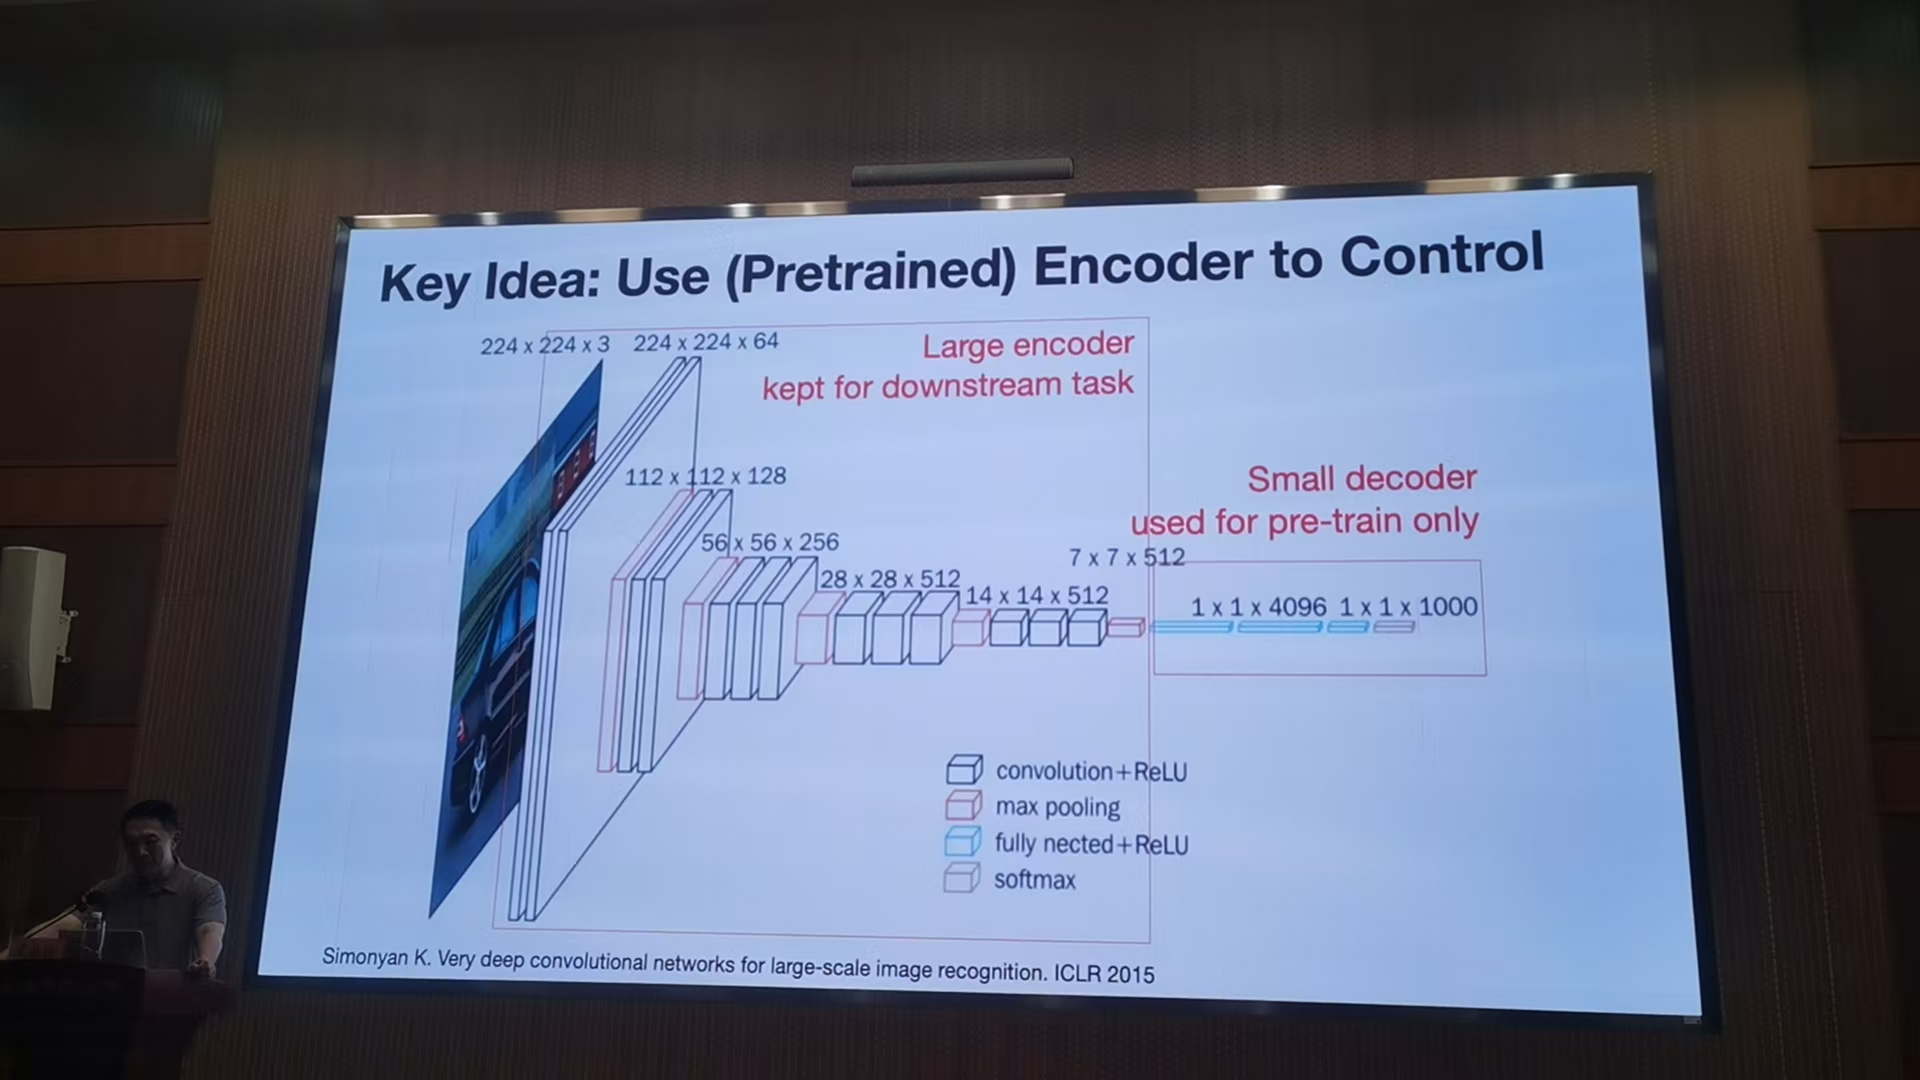 Key Idea: Use (Pretrained) Encoder to Control
224 x 224 x 3
224 x 224 x 64
Large encoder
kept for downstream task
112 x 112 x 128
Small decoder
used for pre-train only
56 x 56 x 256
7 x 7 x 512
28 x 28 x 512
14 x 14 x 512
1 x 1 x 4096
1 x 1 x 1000
convolution+ReLU
max pooling
fully nected+ReLU
softmax
Simonyan K. Very deep convolutional networks for large-scale image recognition. ICLR 2015